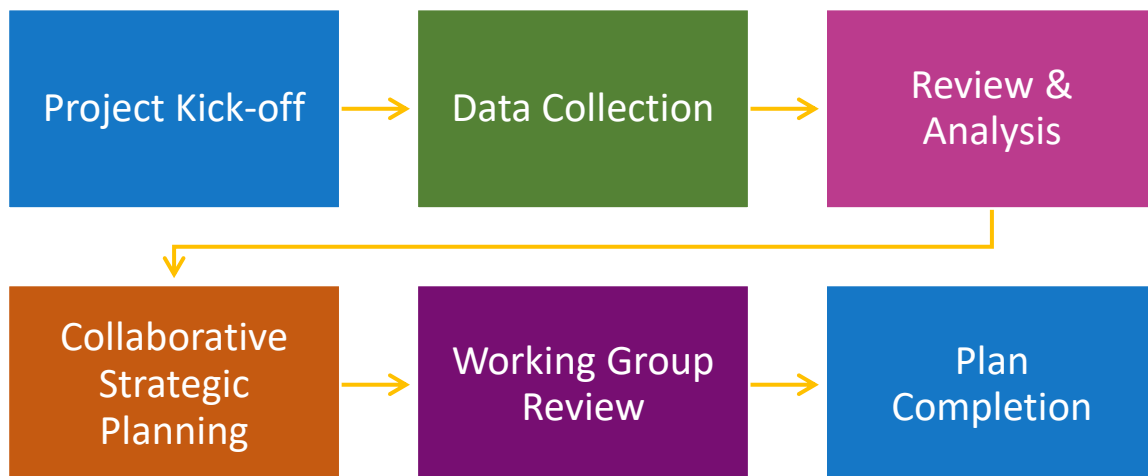 Project Kick-off
Data Collection
Review &
Analysis
Collaborative
Strategic
Planning
Working Group
Review
Plan
Completion